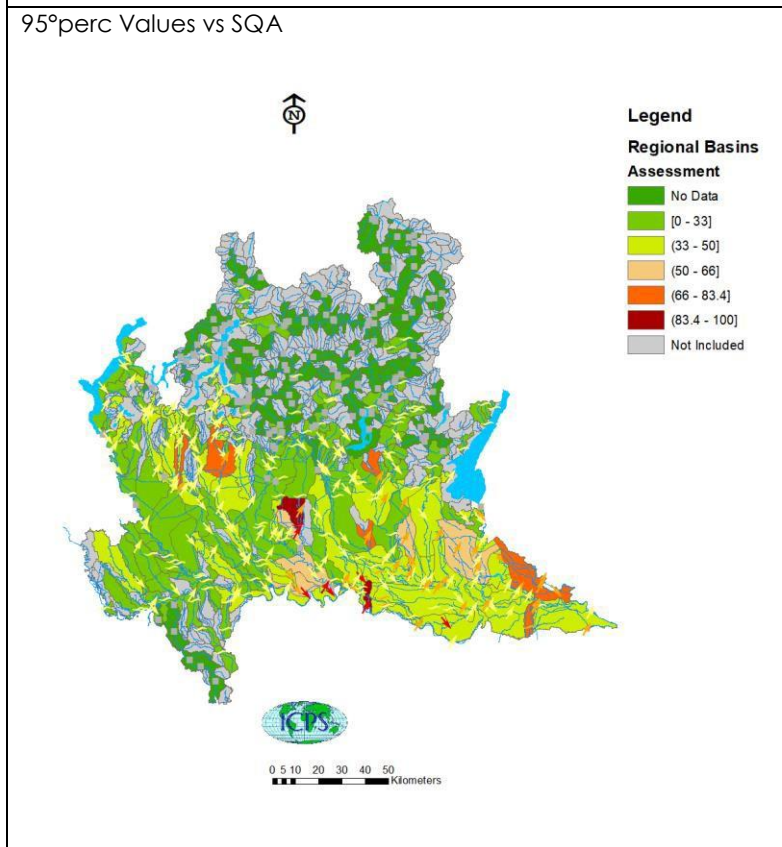 95°perc Values vs SQA
N
Legend
Regional Basins
Assessment
No Data
[0 - 33]
(33 - 50]
(50 - 66]
(66 - 83.4]
(83.4 - 100]
Not Included
ICPS
0 5 10 20 30 40 50
Kilometers